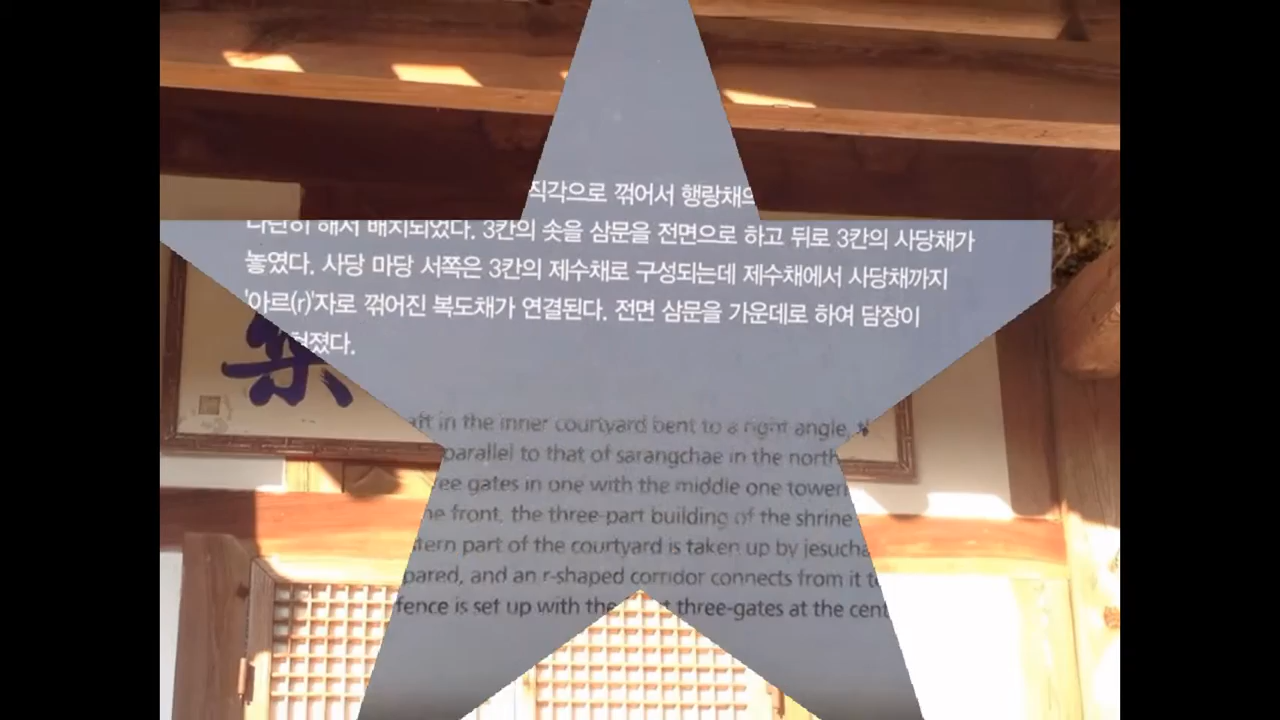 직각으로 꺾어서 행랑채의
나란히 해서 배치되었다. 3칸의 솟을 삼문을 전면으로 하고 뒤로 3칸의 사당채가
놓였다. 사당 마당 서쪽은 3칸의 제수채로 구성되는데 제수채에서 사당채까지
'아르(r)'자로 꺾어진 복도채가 연결된다. 전면 삼문을 가운데로 하여 담장이
樂
in the inner courtyard bent to a right angle,
parallel to that of sarangchae in the north
gates in one with the middle one
front, the three-part building of the shrine
part of the courtyard is taken up by
and an r-shaped corridor connects from it
fence is set up with the three-gates at the